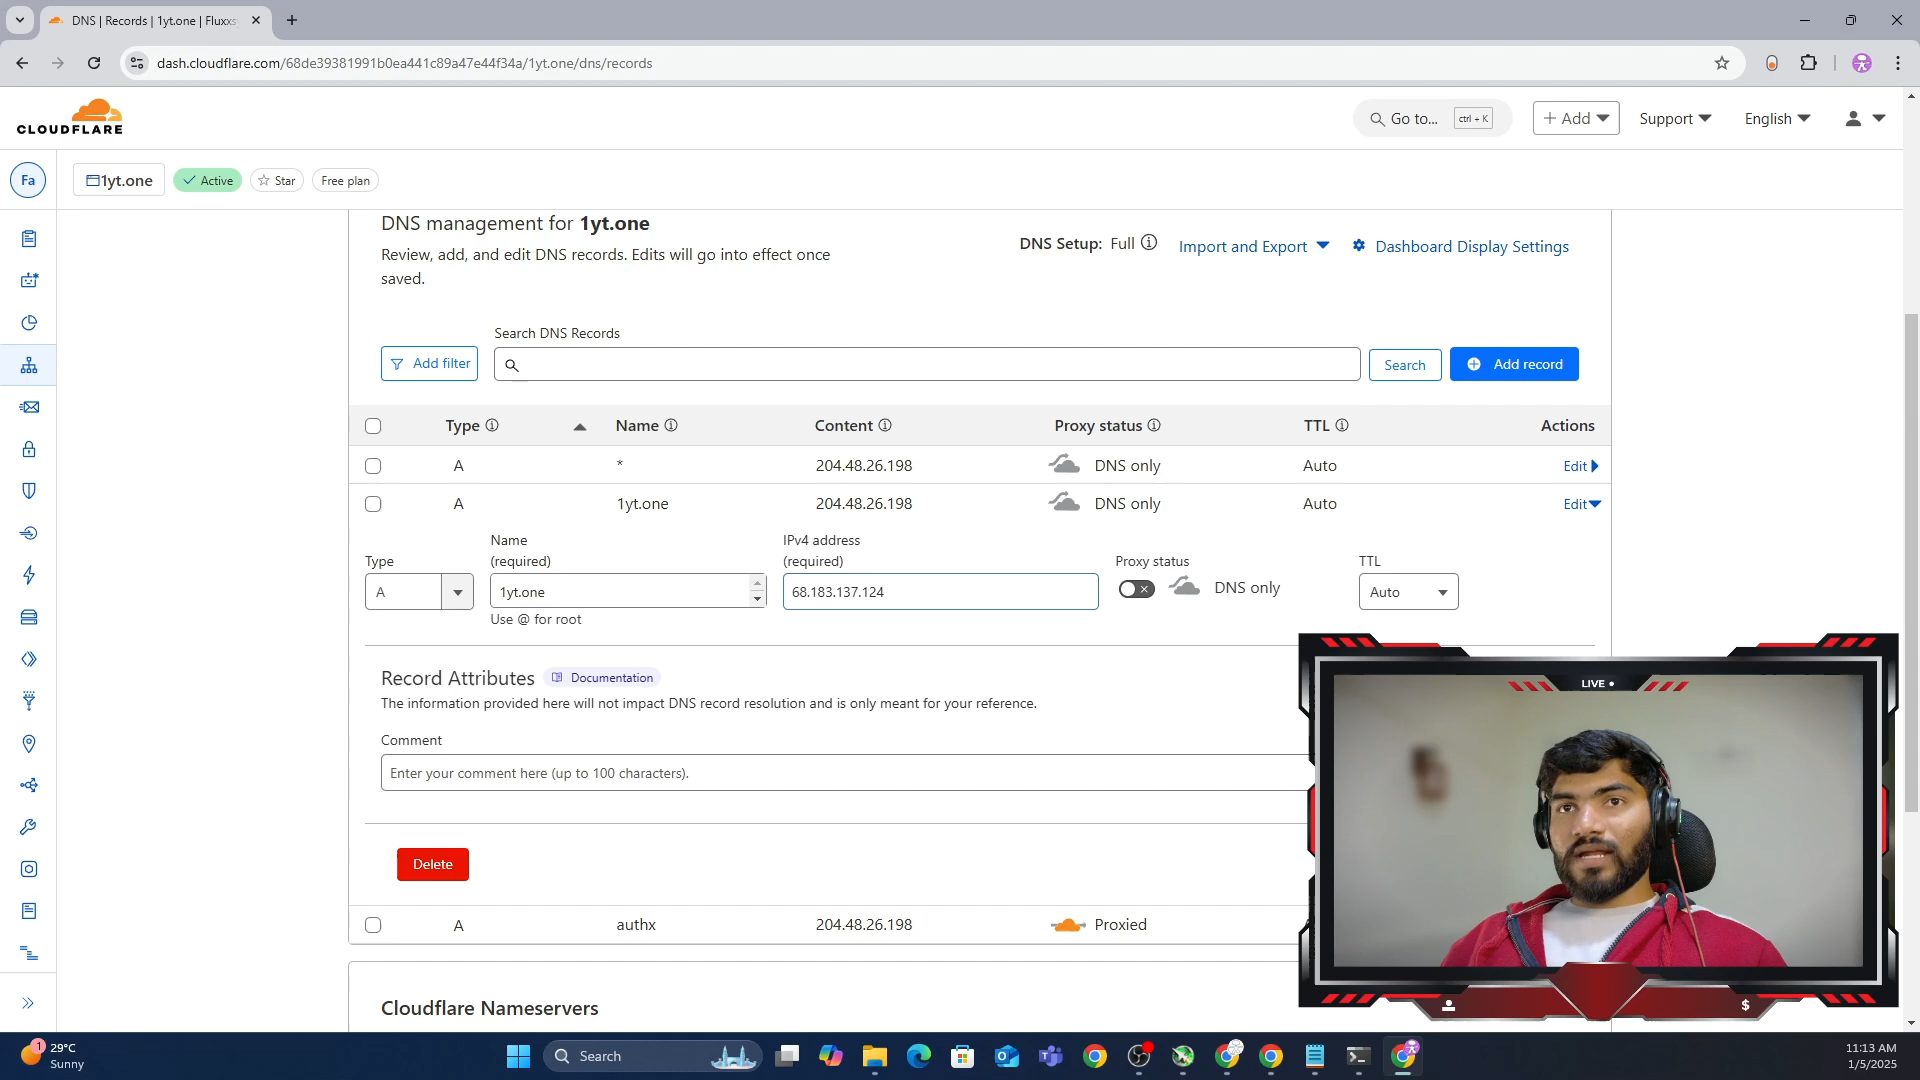 DNS | Records | 1yt.one | Fluxxs
dash.cloudflare.com/68de39381991b0ea441c89a47e44f34a/1yt.one/dns/records
CLOUDFLARE
Go to... ctrl + K
Add
Support
English
Fa
1yt.one
Active
Star
Free plan
DNS management for 1yt.one
Review, add, and edit DNS records. Edits will go into effect once
saved.
DNS Setup: Full
Import and Export
Dashboard Display Settings
Search DNS Records
Add filter
Search
Add record
Type Name Content Proxy status TTL Actions
A * 204.48.26.198 DNS only Auto Edit
A 1yt.one 204.48.26.198 DNS only Auto Edit
Name IPv4 address
Type (required) (required) Proxy status TTL
A 1yt.one 68.183.137.124 DNS only Auto
Use @ for root
Record Attributes Documentation
The information provided here will not impact DNS record resolution and is only meant for your reference.
Comment
Enter your comment here (up to 100 characters).
Delete
A authx 204.48.26.198 Proxied
Cloudflare Nameservers
LIVE
$
1
29°C
Sunny
Search
11:13 AM
1/5/2025